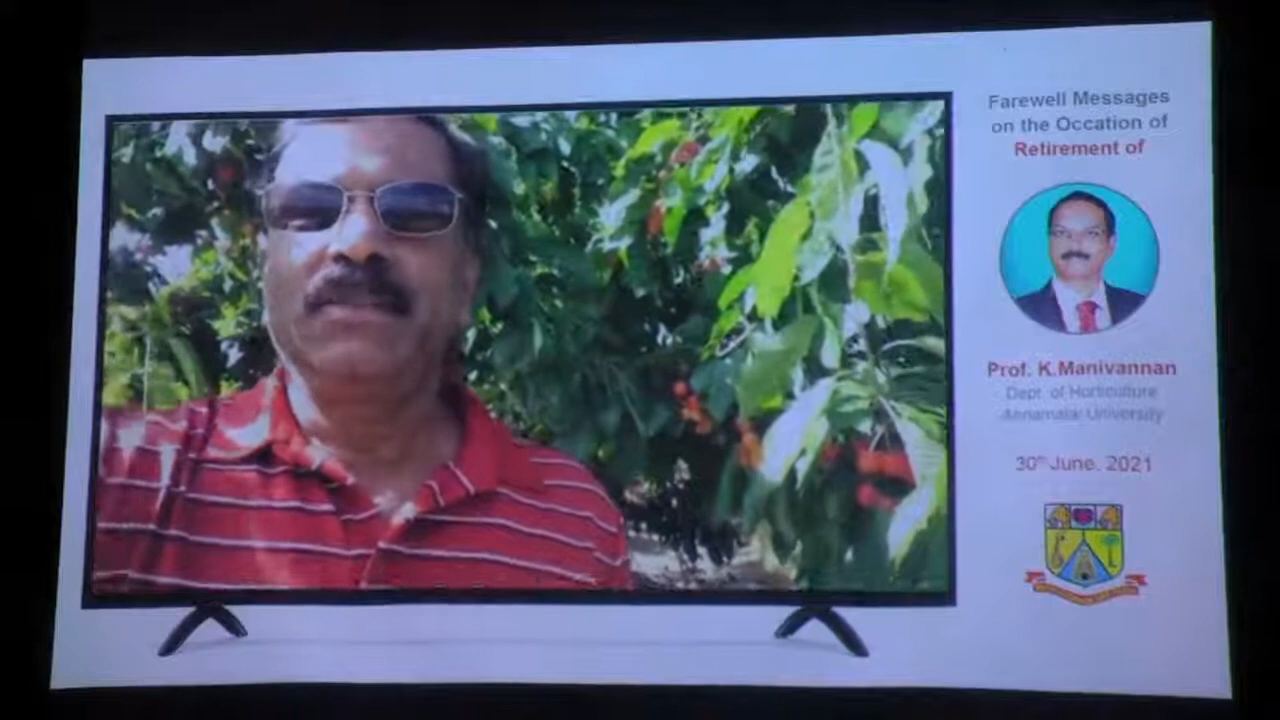 Farewell Messages
on the Occation of
Retirement of
Prof. K.Manivannan
Dept. of Horticulture
Annamalai University
30th June, 2021